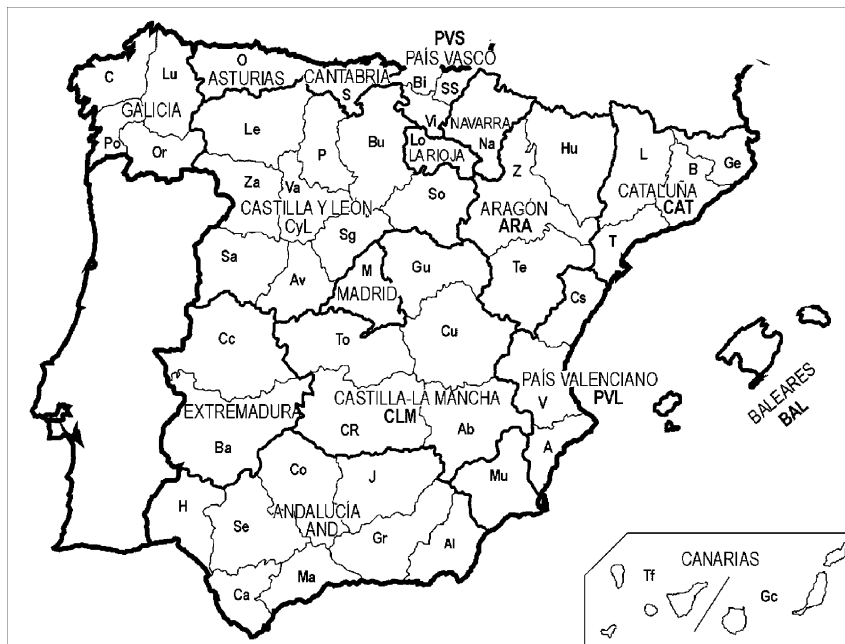 PVS
PAÍS VASCO
O
ASTURIAS
CANTABRIA
S
Bi
SS
C
Lu
GALICIA
Po
Or
Le
P
Bu
Vi
NAVARRA
Na
Lo
LA RIOJA
Z
Hu
L
B
Ge
CATALUÑA
CAT
T
Za
Va
CASTILLA Y LEÓN
CyL
So
Sg
ARAGÓN
ARA
Te
Sa
Av
M
MADRID
Gu
Cs
Cc
To
Cu
PAÍS VALENCIANO
PVL
V
BALEARES
BAL
EXTREMADURA
Ba
CASTILLA-LA MANCHA
CLM
CR
Ab
A
Co
J
Mu
H
Se
ANDALUCÍA
AND
Gr
Al
Ca
Ma
CANARIAS
Tf
Gc